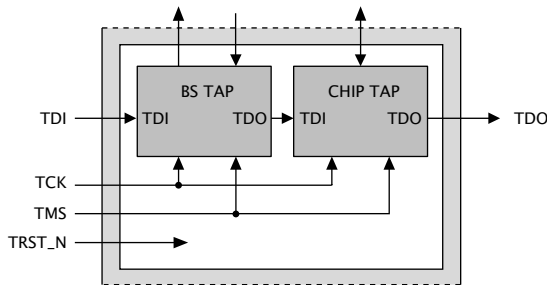 BS TAP
CHIP TAP
TDI
TDI
TDO
TDI
TDO
TDO
TCK
TMS
TRST_N